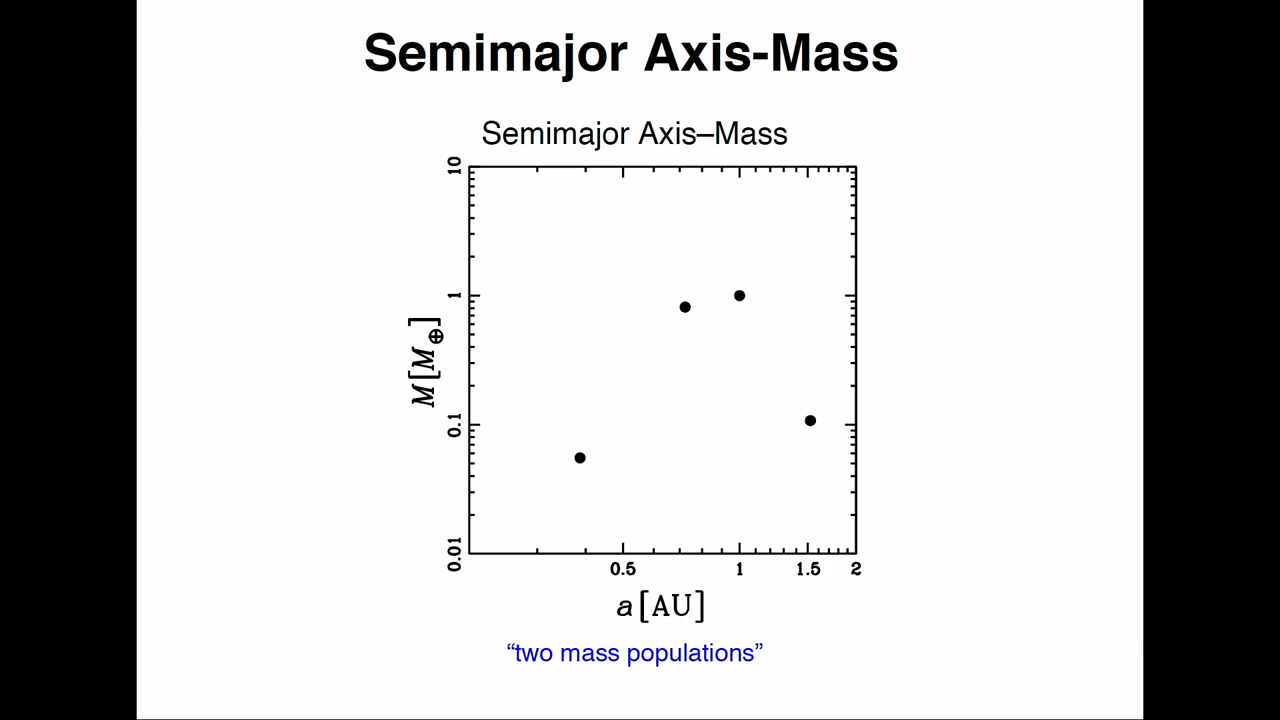 Semimajor Axis-Mass
Semimajor Axis–Mass
10
1
0.1
0.01
M[M⊕]
0.5 1 1.5 2
a[AU]
“two mass populations”